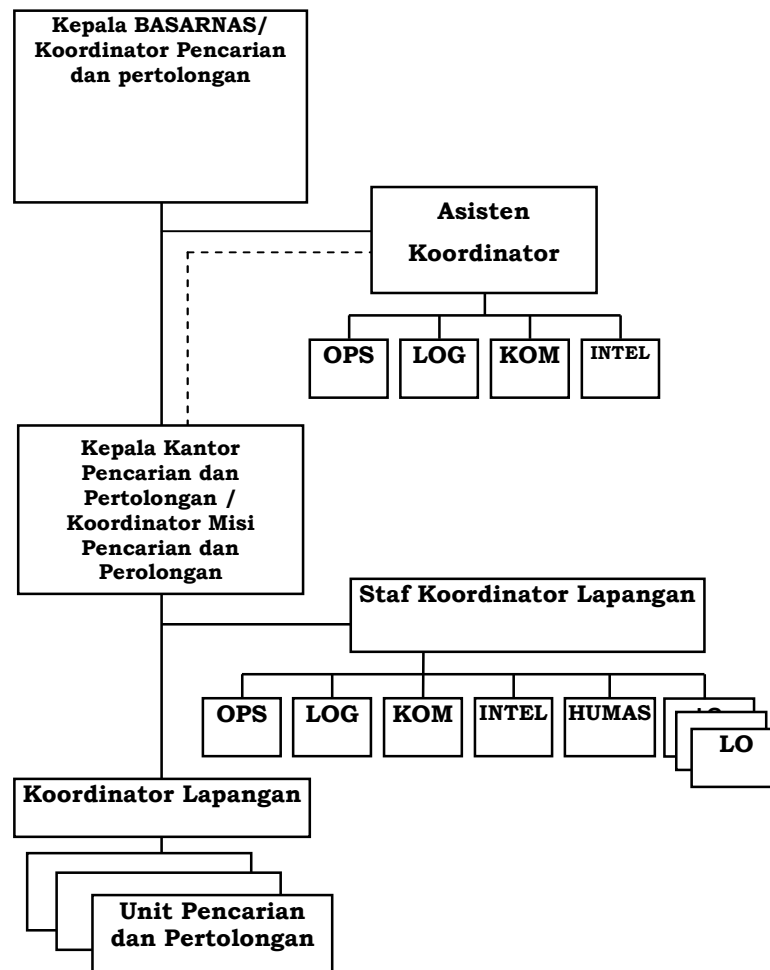 Kepala BASARNAS/
Koordinator Pencarian
dan pertolongan
Asisten
Koordinator
OPS
LOG
KOM
INTEL
Kepala Kantor
Pencarian dan
Pertolongan /
Koordinator Misi
Pencarian dan
Perolongan
Staf Koordinator Lapangan
OPS
LOG
KOM
INTEL
HUMAS
LO
Koordinator Lapangan
Unit Pencarian
dan Pertolongan